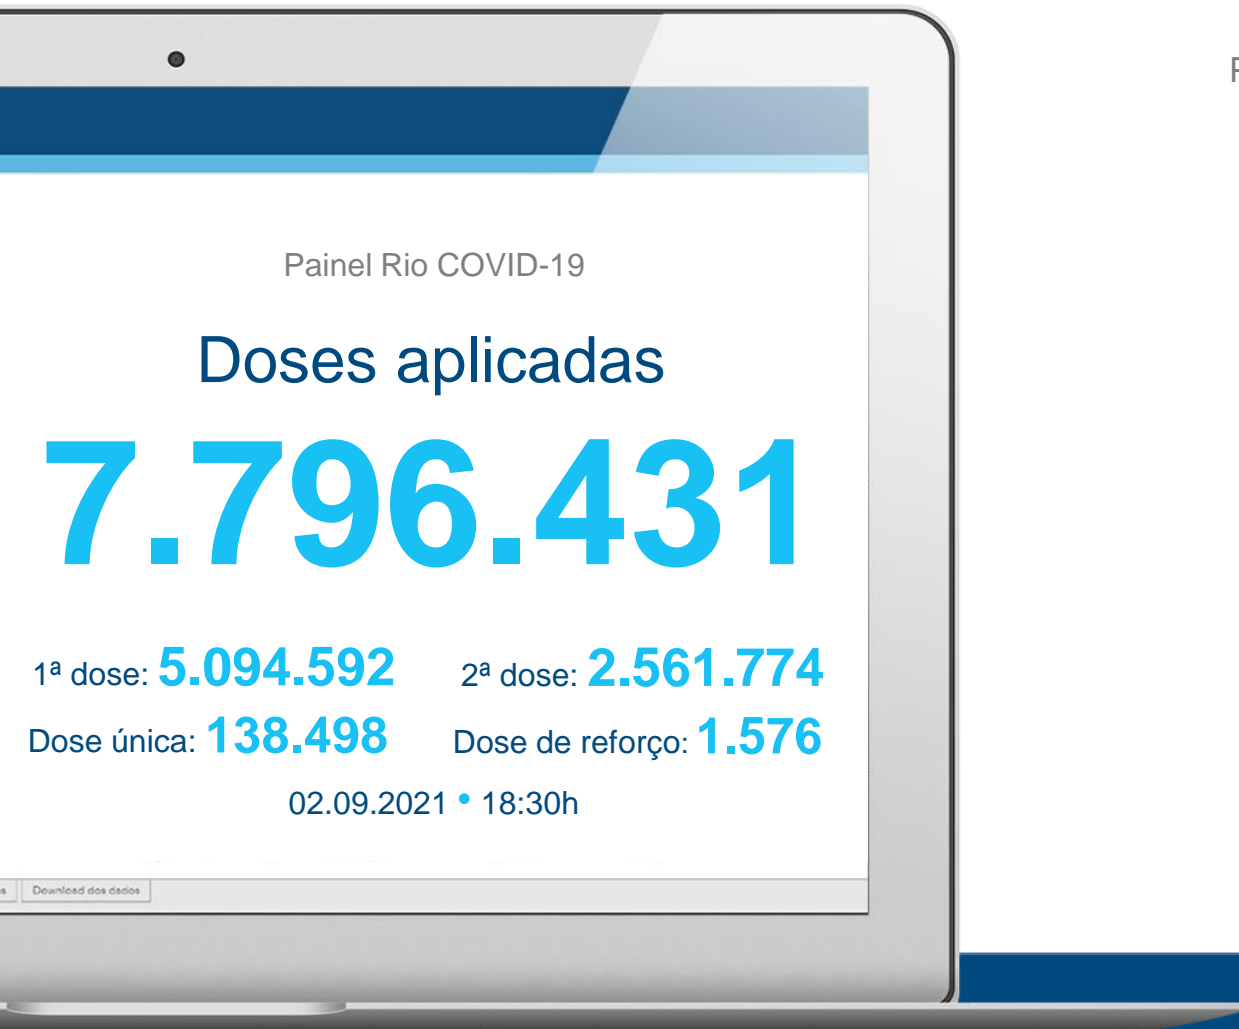 Painel Rio COVID-19
Doses aplicadas
7.796.431
1ª dose: 5.094.592 2ª dose: 2.561.774
Dose única: 138.498 Dose de reforço: 1.576
02.09.2021 • 18:30h
Download dos dados